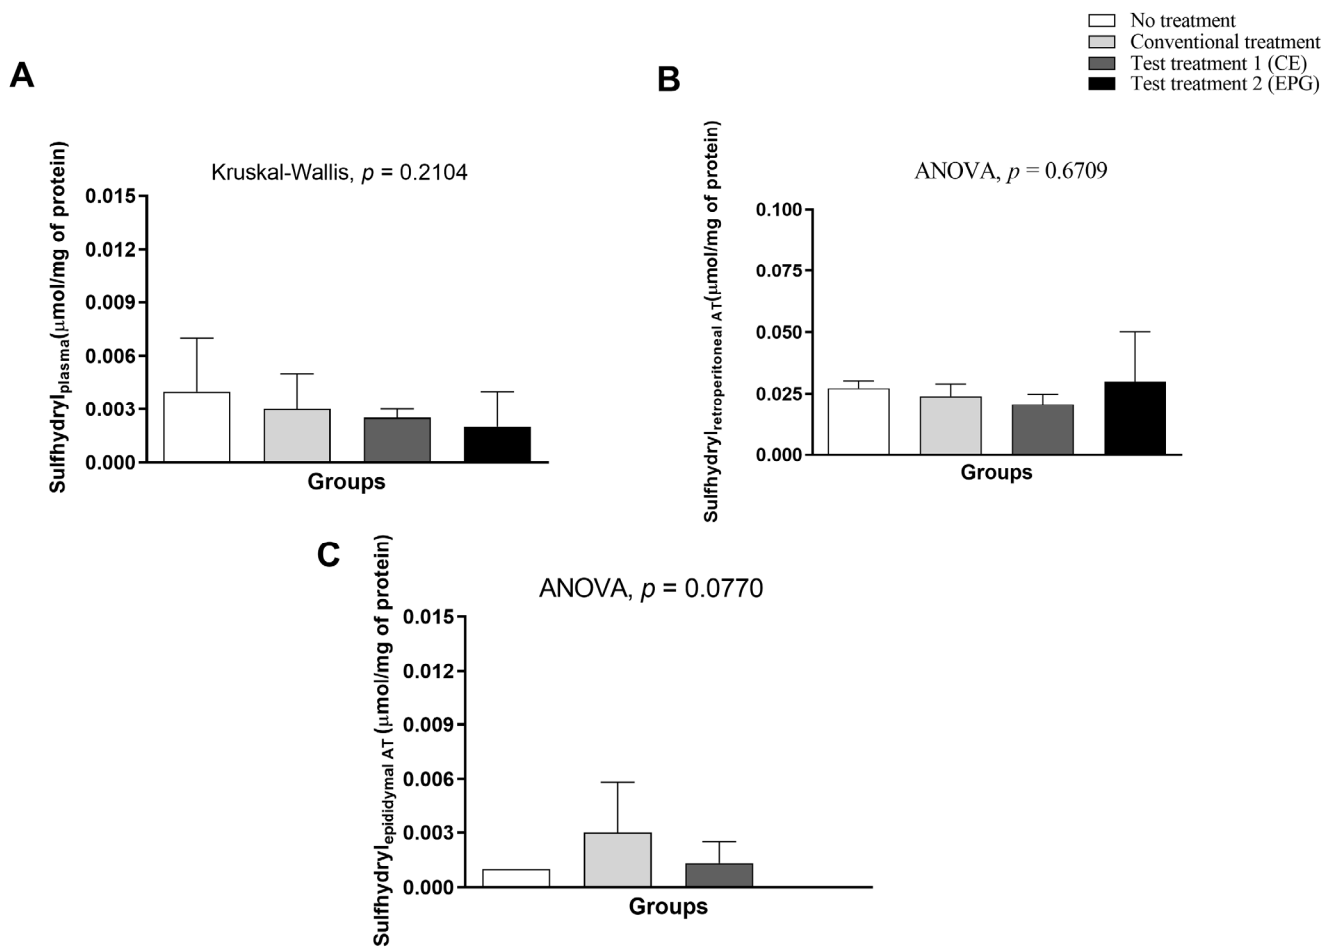 No treatment
Conventional treatment
Test treatment 1 (CE)
Test treatment 2 (EPG)
A
Kruskal-Wallis, p = 0.2104
Sulfhydrylplasma(μmol/mg of protein)
0.015
0.012
0.009
0.006
0.003
0.000
Groups
B
ANOVA, p = 0.6709
Sulfhydrylretroperitoneal AT(μmol/mg of protein)
0.100
0.075
0.050
0.025
0.000
Groups
C
ANOVA, p = 0.0770
Sulfhydrylepididymal AT (μmol/mg of protein)
0.015
0.012
0.009
0.006
0.003
0.000
Groups